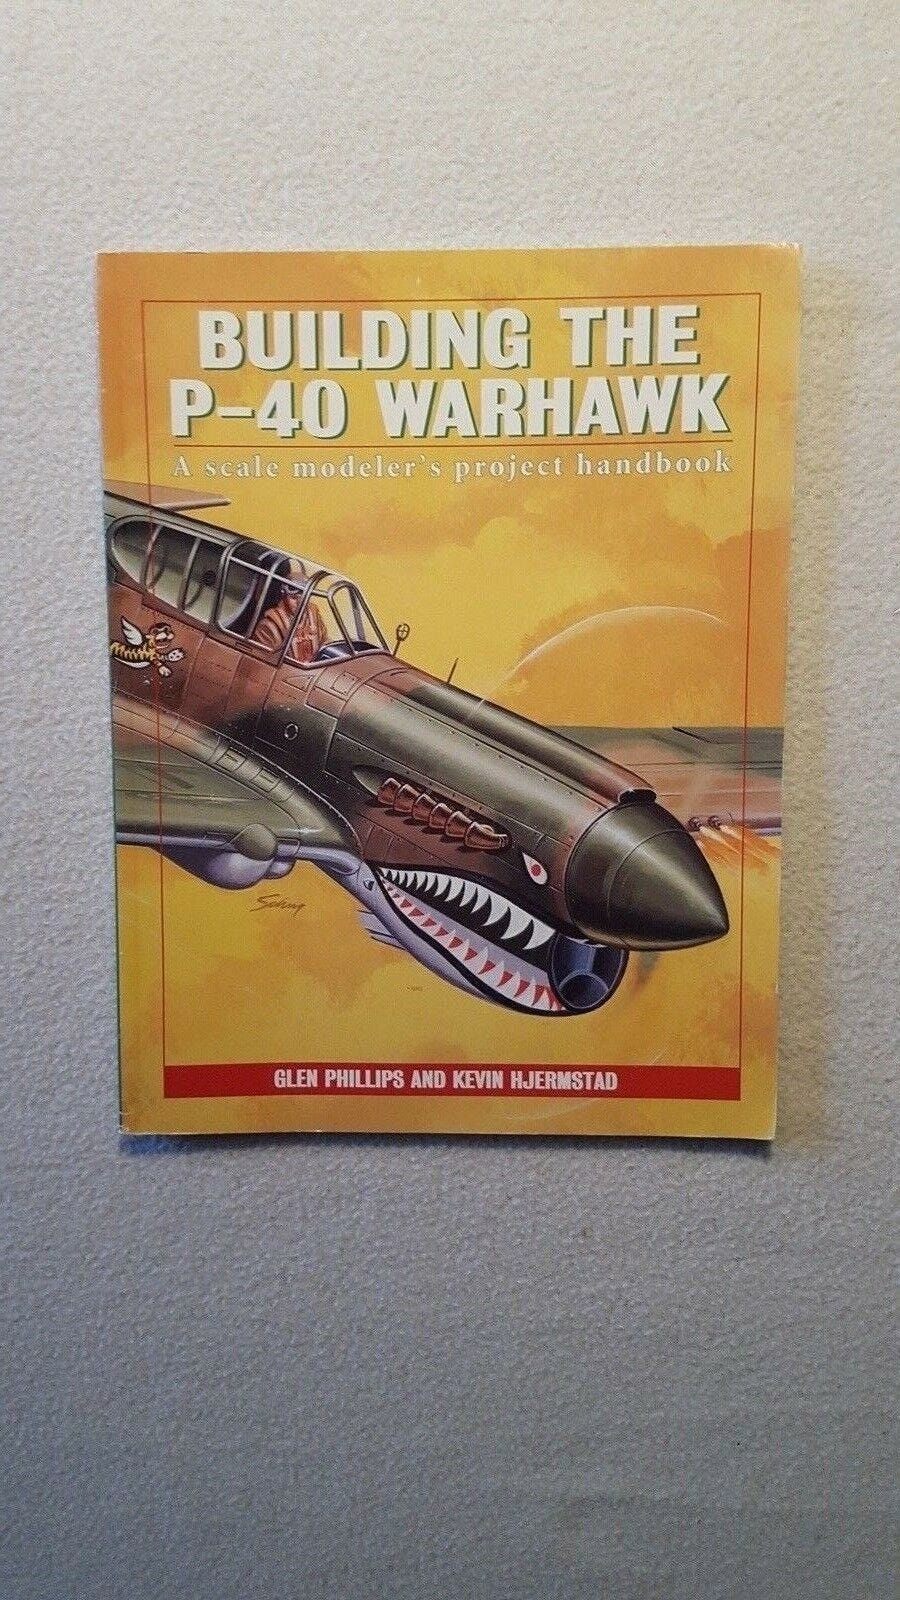 BUILDING THE
P-40 WARHAWK
A scale modeler's project handbook
GLEN PHILLIPS AND KEVIN HJERMSTAD